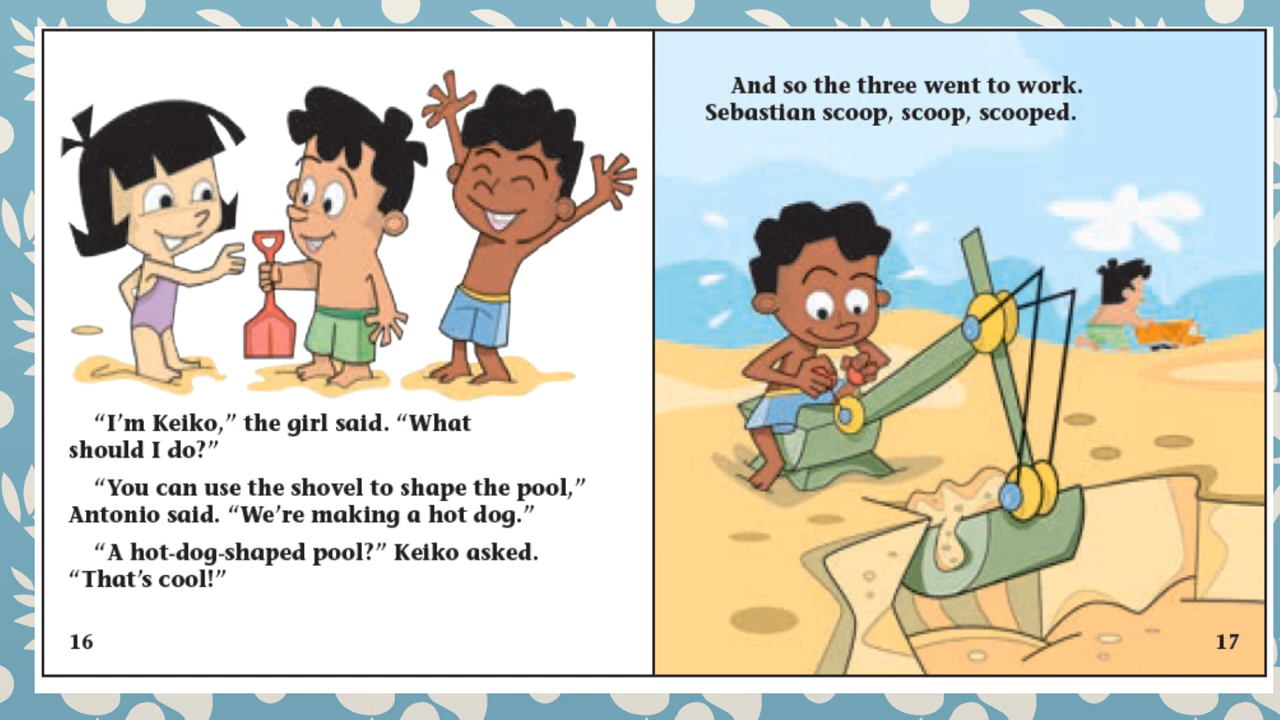 “I’m Keiko,” the girl said. “What
should I do?”
“You can use the shovel to shape the pool,”
Antonio said. “We’re making a hot dog.”
“A hot-dog-shaped pool?” Keiko asked.
“That’s cool!”
16
And so the three went to work.
Sebastian scoop, scoop, scooped.
17